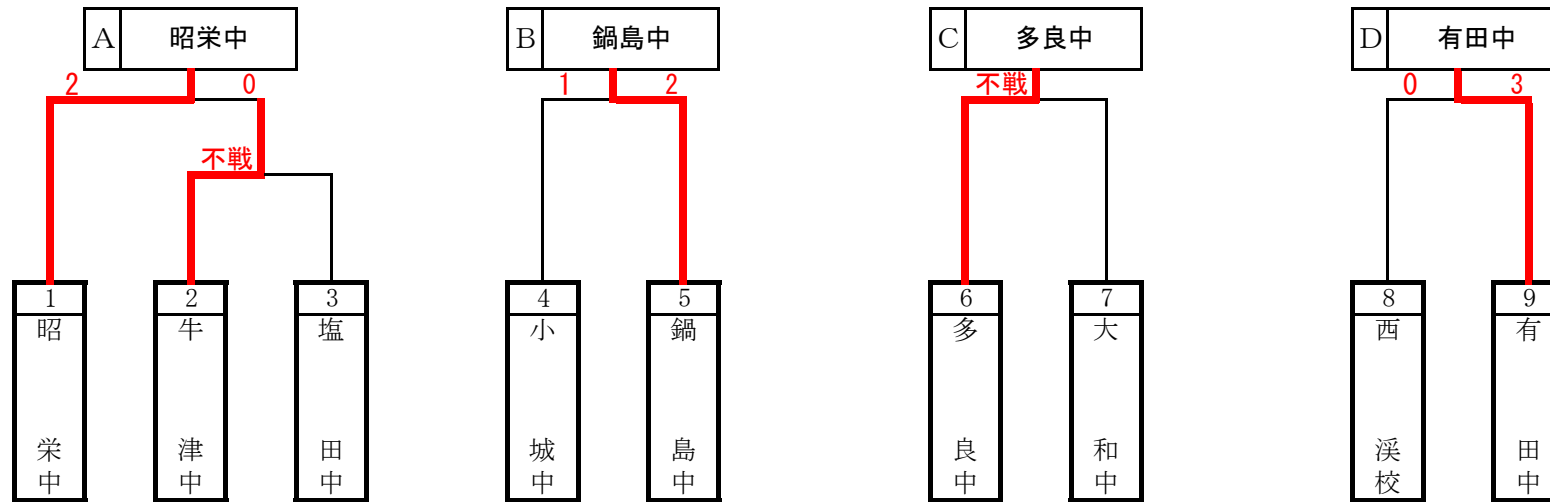 A 昭栄中
B 鍋島中
C 多良中
D 有田中
2 0
1 2
不戦
0 3
不戦
1 昭栄中
2 牛津中
3 塩田中
4 小城中
5 鍋島中
6 多良中
7 大和中
8 西渓校
9 有田中